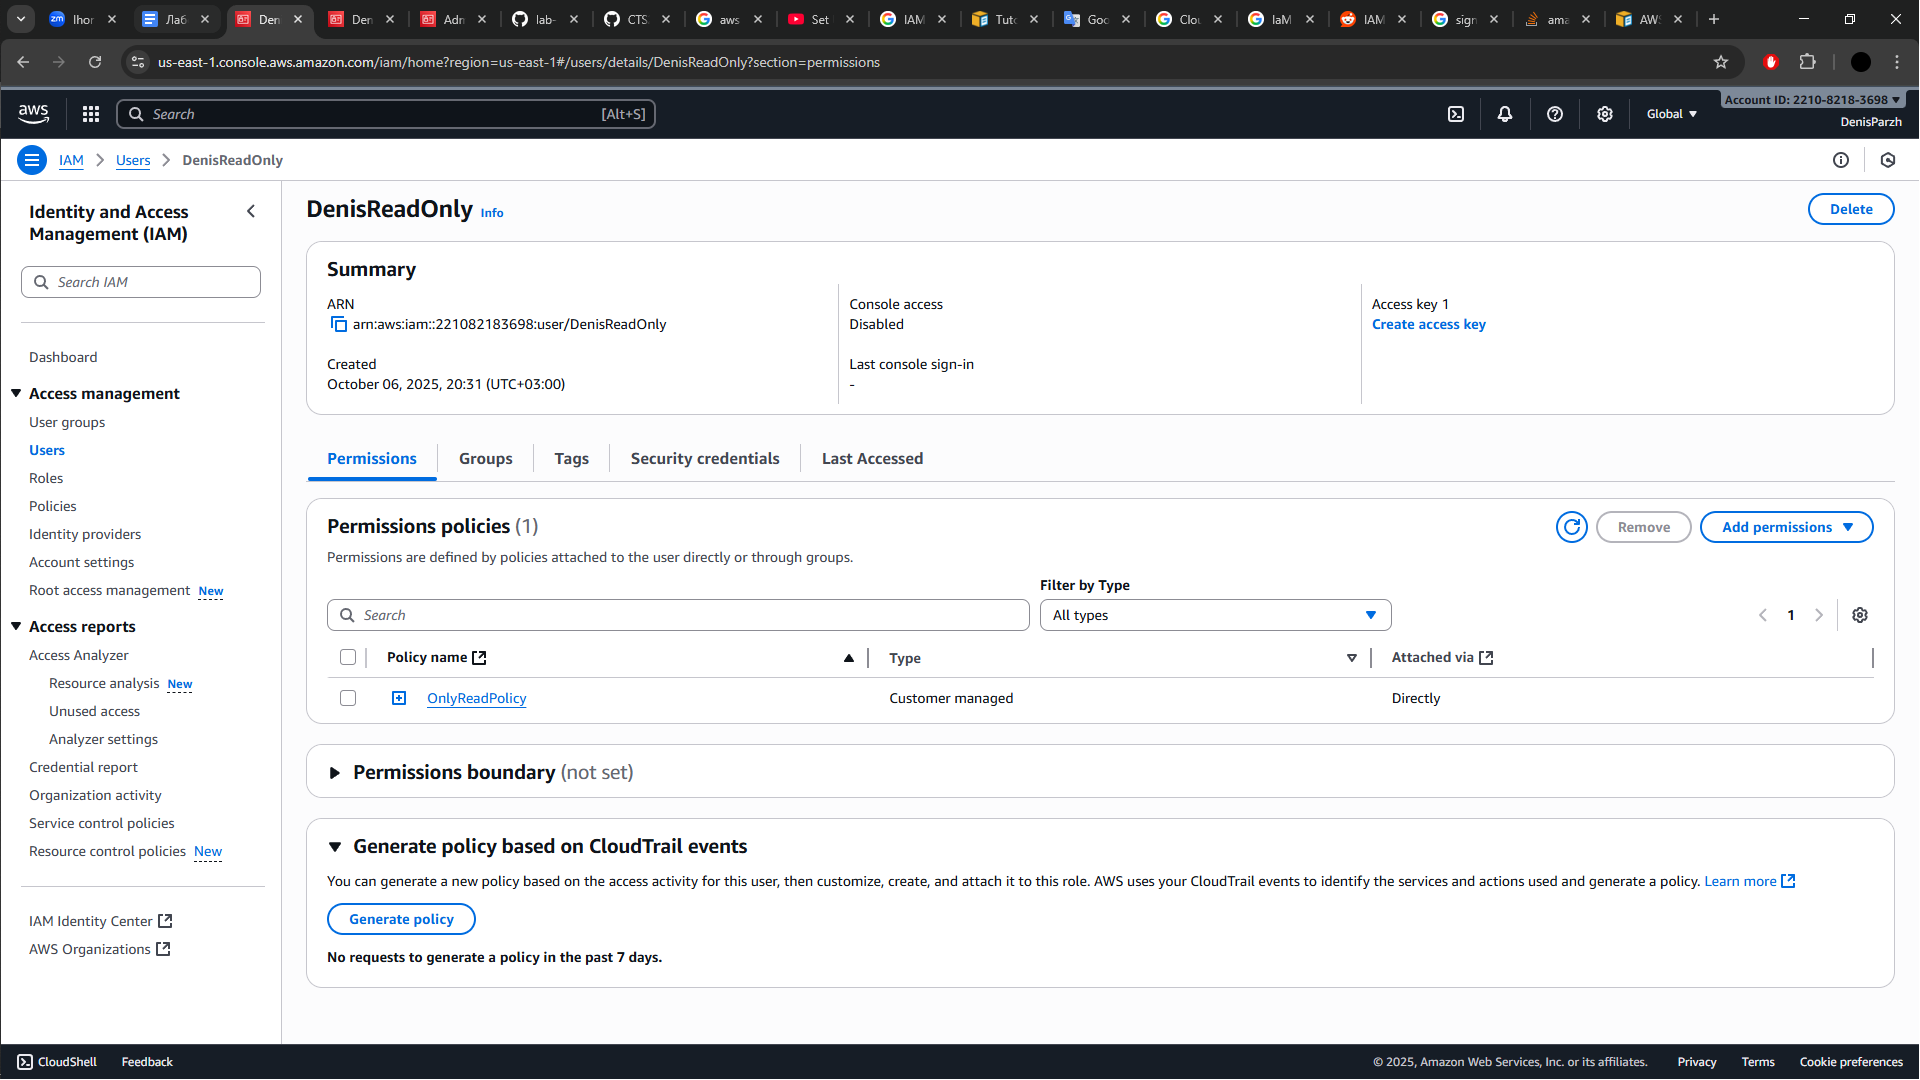 Ihor
Лаб
Den
Den
Adn
lab-
CTS.
aws
Set
IAM
Tuto
Goo
Clou
IaM
IAM
sign
ama
AWS
us-east-1.console.aws.amazon.com/iam/home?region=us-east-1#/users/details/DenisReadOnly?section=permissions
aws
Search
[Alt+S]
Global
Account ID: 2210-8218-3698
DenisParzh
IAM
Users
DenisReadOnly
Identity and Access
Management (IAM)
Search IAM
Dashboard
Access management
User groups
Users
Roles
Policies
Identity providers
Account settings
Root access management New
Access reports
Access Analyzer
Resource analysis New
Unused access
Analyzer settings
Credential report
Organization activity
Service control policies
Resource control policies New
IAM Identity Center
AWS Organizations
DenisReadOnly Info
Delete
Summary
ARN
arn:aws:iam::221082183698:user/DenisReadOnly
Created
October 06, 2025, 20:31 (UTC+03:00)
Console access
Disabled
Last console sign-in
-
Access key 1
Create access key
Permissions
Groups
Tags
Security credentials
Last Accessed
Permissions policies (1)
Remove
Add permissions
Permissions are defined by policies attached to the user directly or through groups.
Filter by Type
Search
All types
1
Policy name
Type
Attached via
OnlyReadPolicy
Customer managed
Directly
Permissions boundary (not set)
Generate policy based on CloudTrail events
You can generate a new policy based on the access activity for this user, then customize, create, and attach it to this role. AWS uses your CloudTrail events to identify the services and actions used and generate a policy. Learn more
Generate policy
No requests to generate a policy in the past 7 days.
CloudShell
Feedback
© 2025, Amazon Web Services, Inc. or its affiliates.
Privacy
Terms
Cookie preferences